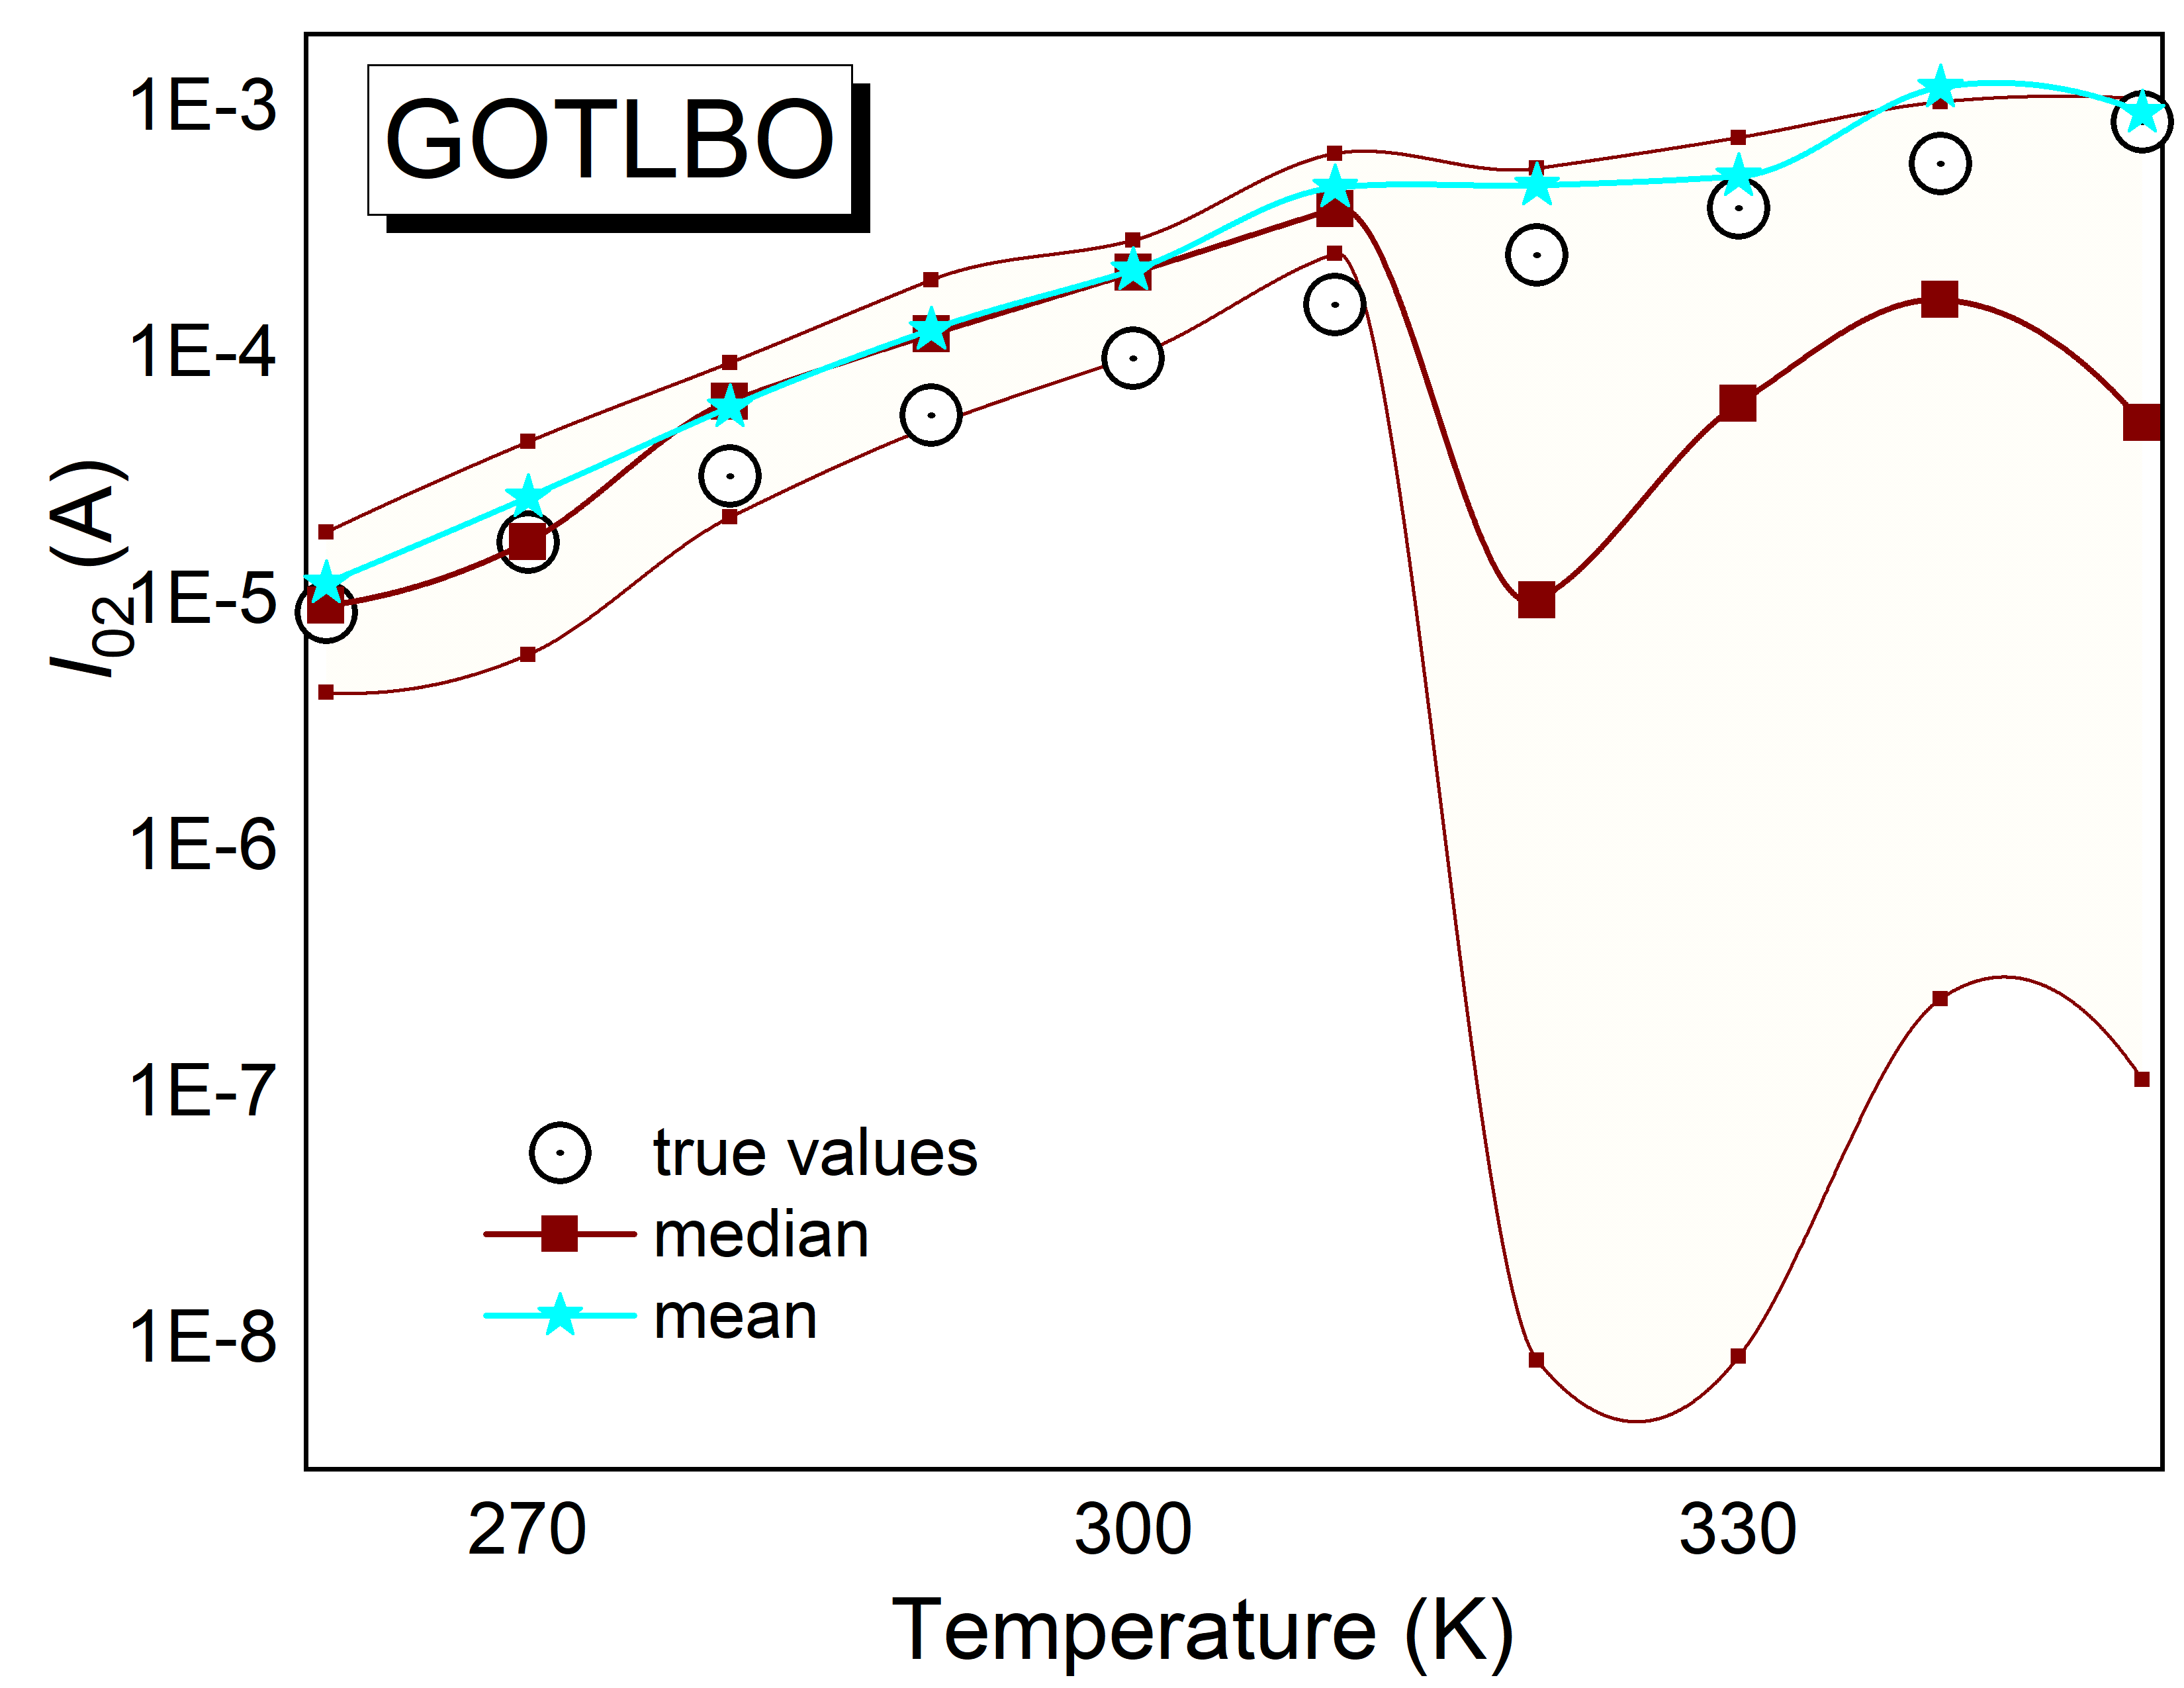 GOTLBO
1E-3
1E-4
1E-5
1E-6
1E-7
1E-8
I02 (A)
true values
median
mean
270 300 330
Temperature (K)